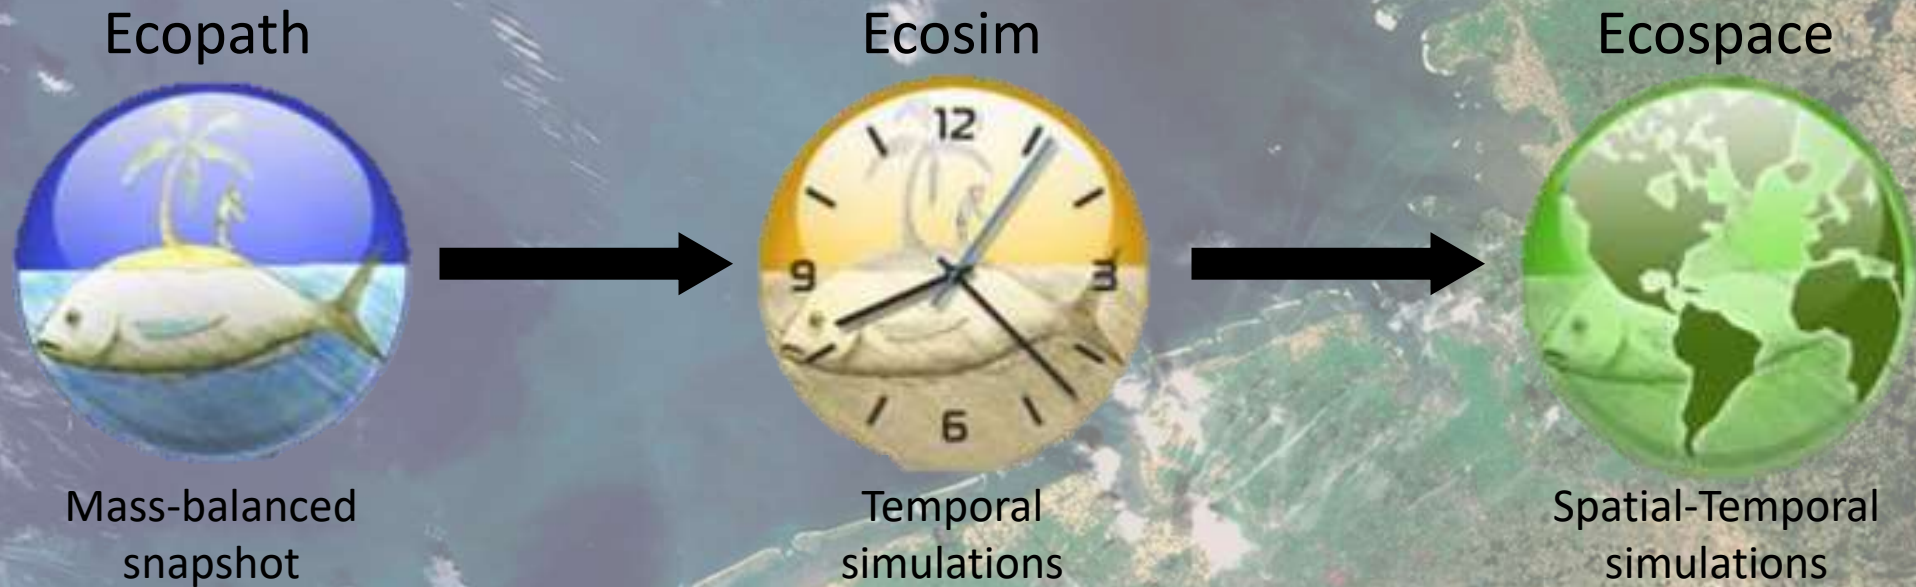 Ecopath
Ecosim
Ecospace
12
9
3
6
Mass-balanced
snapshot
Temporal
simulations
Spatial-Temporal
simulations